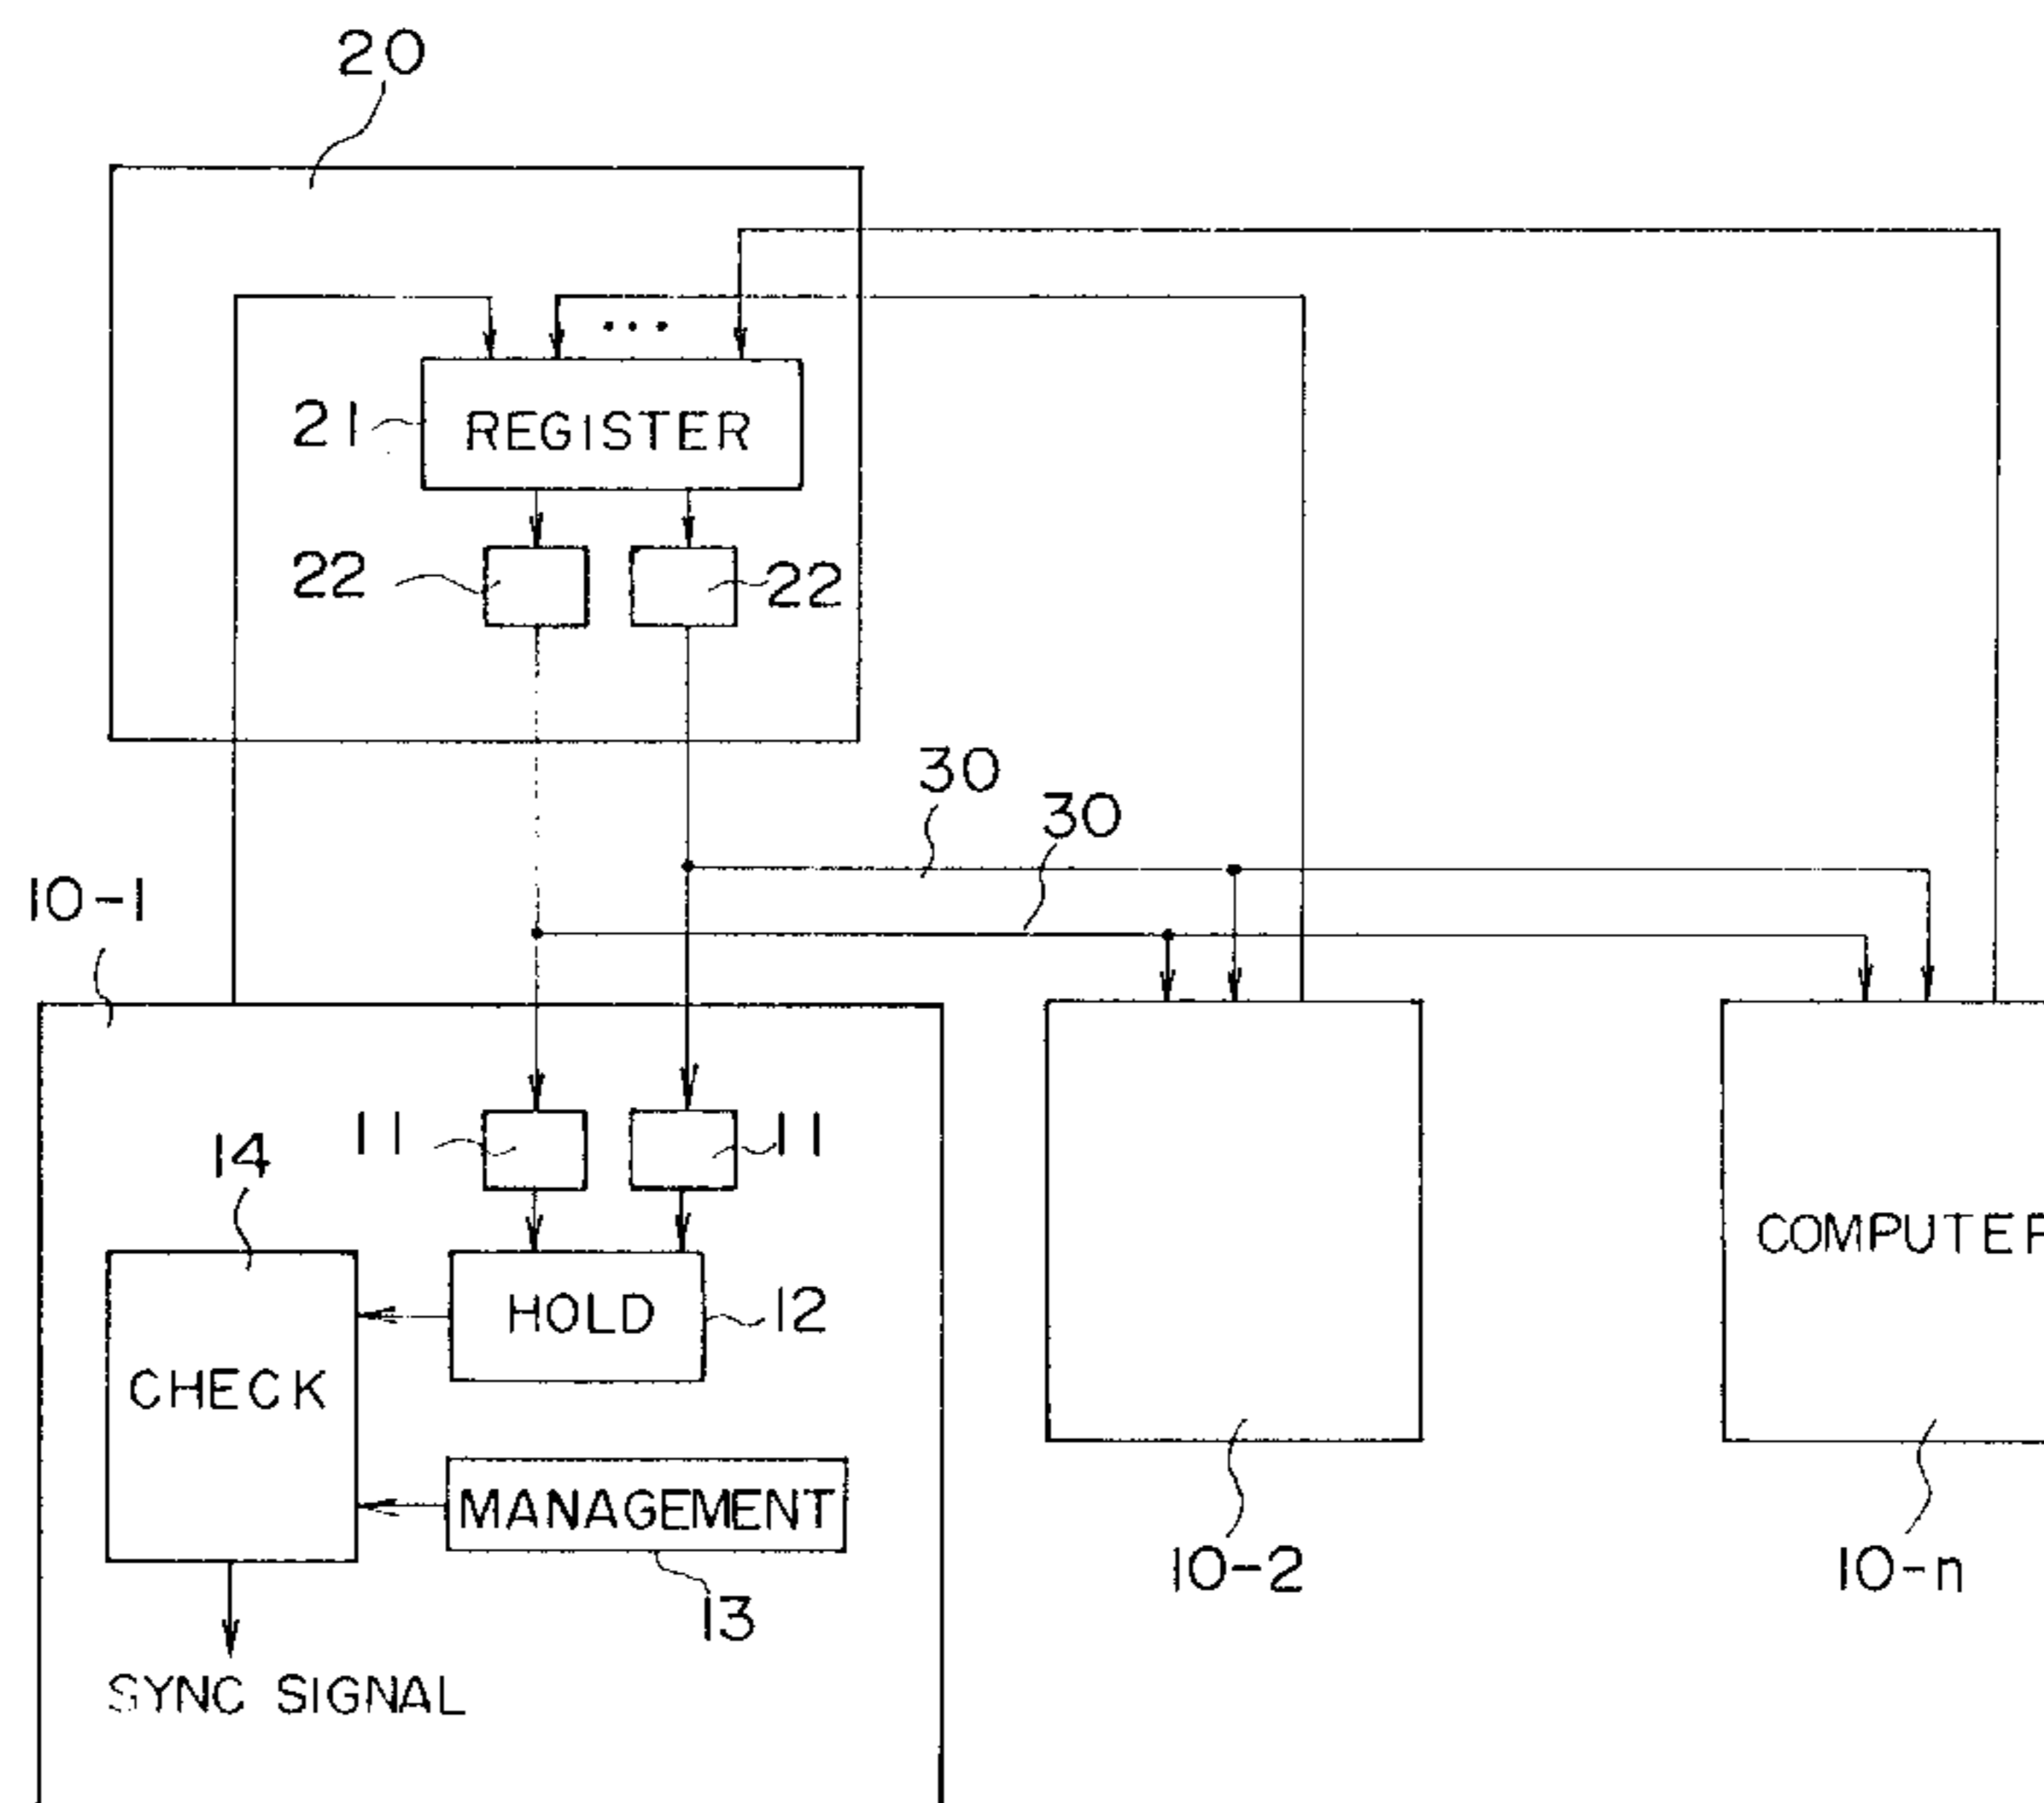 20
21
REGISTER
22
22
30
30
10-1
11
11
14
HOLD
12
COMPUTER
CHECK
MANAGEMENT
13
10-2
10-n
SYNC SIGNAL